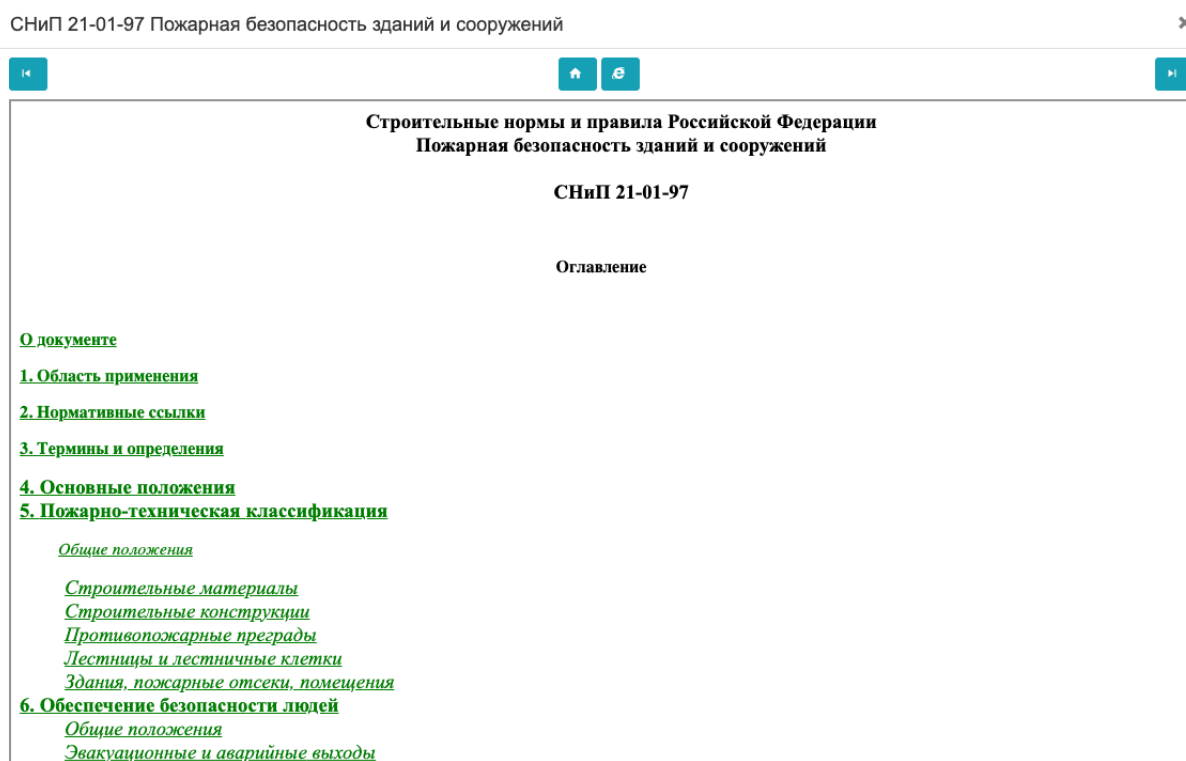 СНиП 21-01-97 Пожарная безопасность зданий и сооружений
Строительные нормы и правила Российской Федерации
Пожарная безопасность зданий и сооружений
СНиП 21-01-97
Оглавление
О документе
1. Область применения
2. Нормативные ссылки
3. Термины и определения
4. Основные положения
5. Пожарно-техническая классификация
Общие положения
Строительные материалы
Строительные конструкции
Противопожарные преграды
Лестницы и лестничные клетки
Здания, пожарные отсеки, помещения
6. Обеспечение безопасности людей
Общие положения
Эвакуационные и аварийные выходы